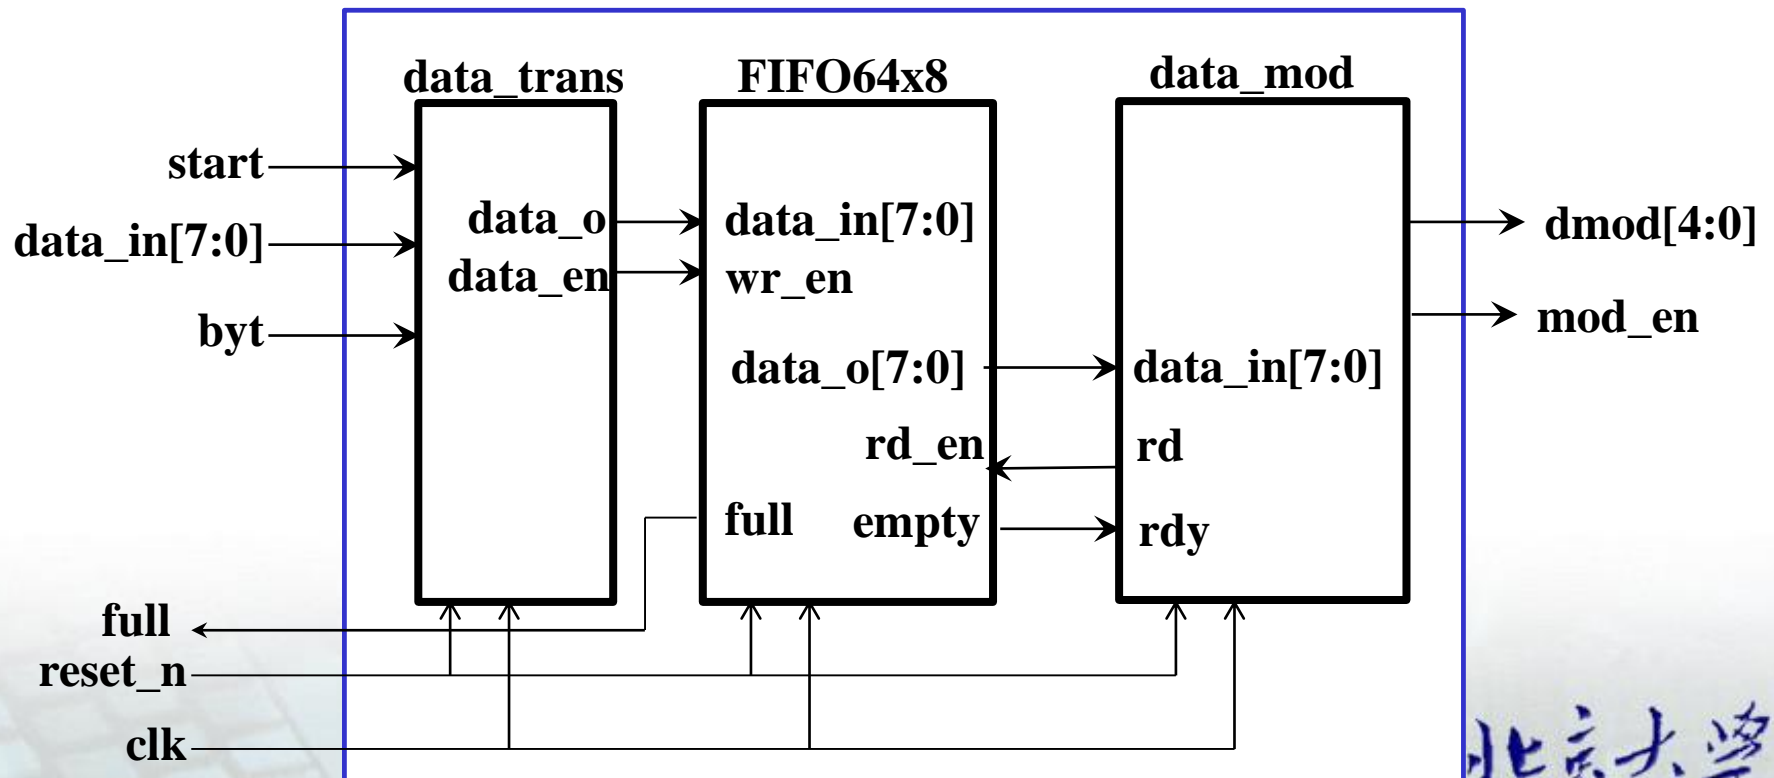 data_trans
FIFO64x8
data_mod
start
data_in[7:0]
byt
data_o
data_en
data_in[7:0]
wr_en
data_o[7:0]
rd_en
full
empty
data_in[7:0]
rd
rdy
dmod[4:0]
mod_en
full
reset_n
clk
北京大学